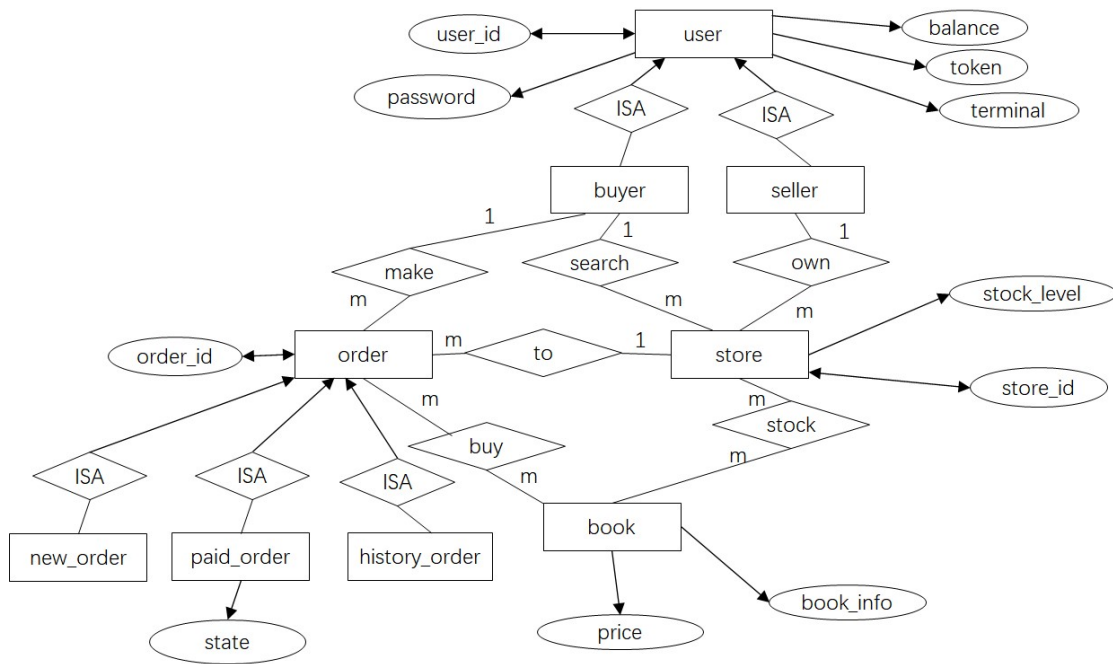 user_id
user
balance
token
password
terminal
ISA
ISA
buyer
seller
1
1
1
make
search
own
m
m
m
stock_level
order_id
order
m
to
1
store
store_id
m
m
stock
buy
m
m
ISA
ISA
ISA
new_order
paid_order
history_order
book
book_info
state
price